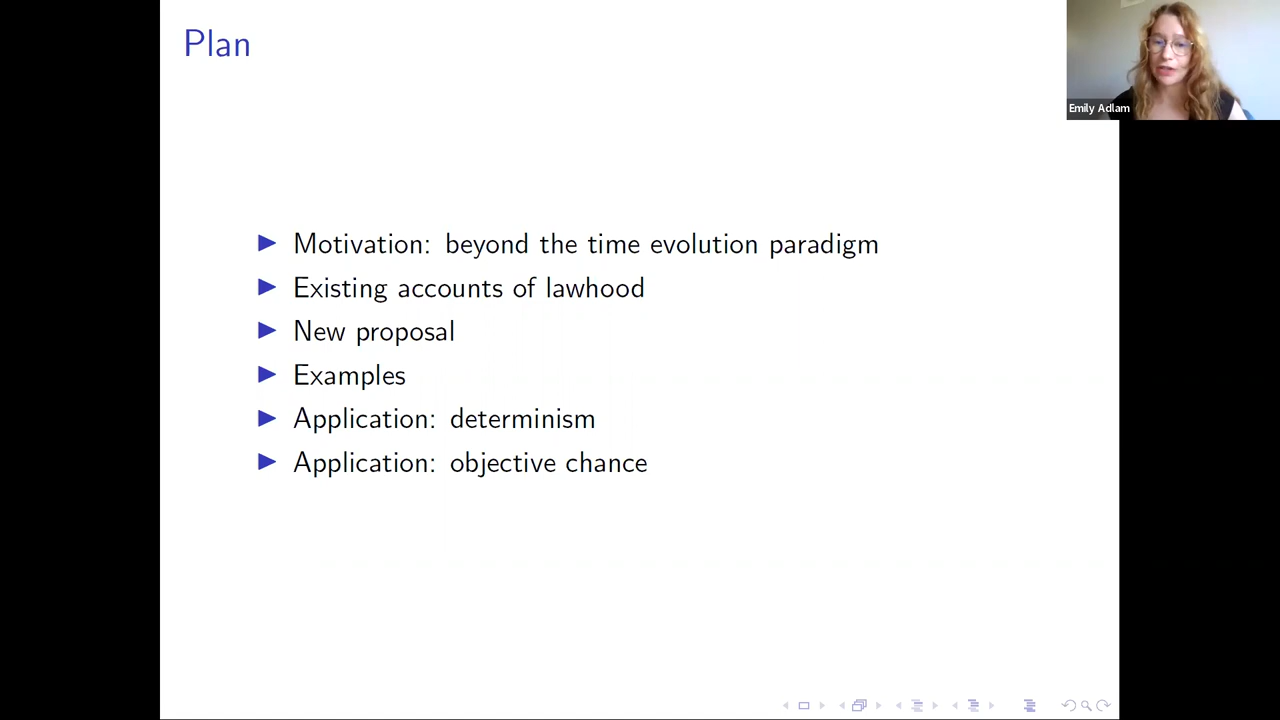 Plan
Emily Adlam
Motivation: beyond the time evolution paradigm
Existing accounts of lawhood
New proposal
Examples
Application: determinism
Application: objective chance